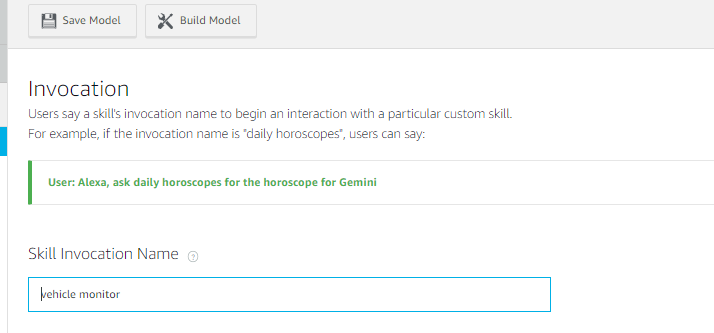 Save Model Build Model
Invocation
Users say a skill's invocation name to begin an interaction with a particular custom skill.
For example, if the invocation name is "daily horoscopes", users can say:
User: Alexa, ask daily horoscopes for the horoscope for Gemini
Skill Invocation Name ?
vehicle monitor